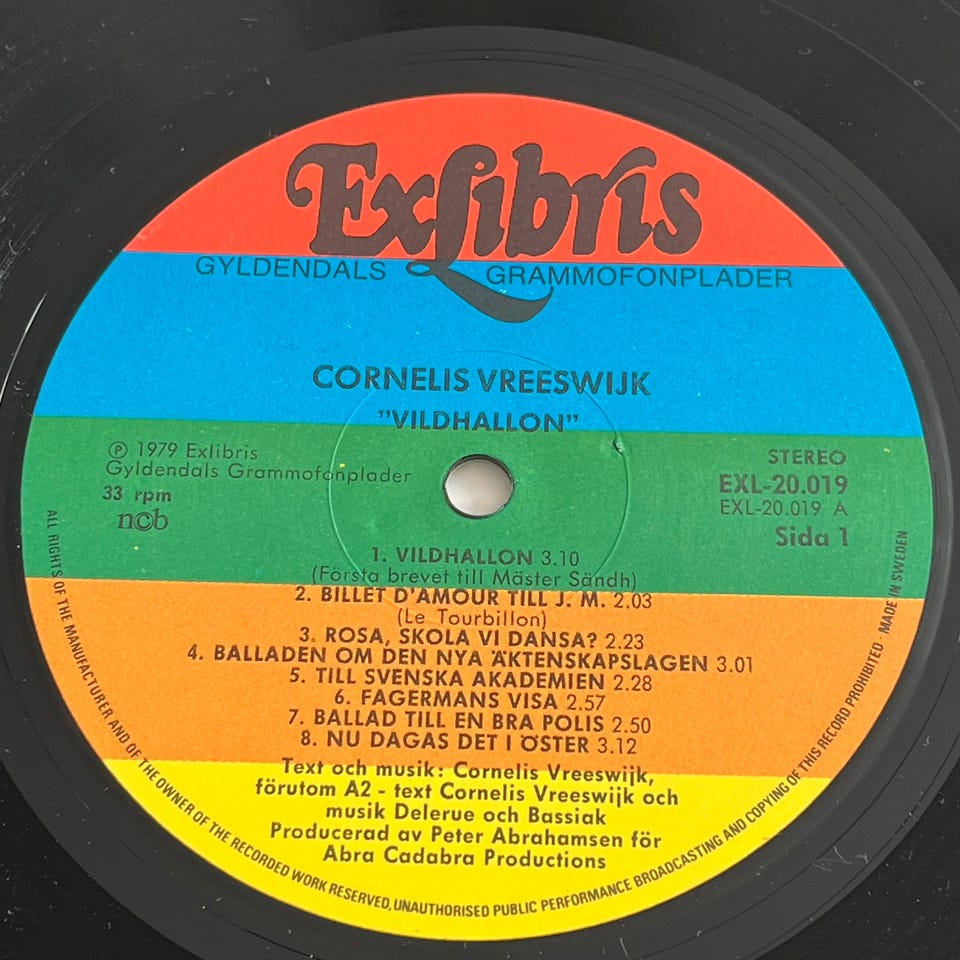 Exlibris
GYLDENDALS GRAMMOFONPLADER
CORNELIS VREESWIJK
"VILDHALLON"
Ⓟ 1979 Exlibris
Gyldendals Grammofonplader
33 rpm
ncb
STEREO
EXL-20.019
EXL-20.019 A
Sida 1
1. VILDHALLON 3.10
(Första brevet till Mäster Sändh)
2. BILLET D'AMOUR TILL J. M. 2.03
(Le Tourbillon)
3. ROSA, SKOLA VI DANSA? 2.23
4. BALLADEN OM DEN NYA ÄKTENSKAPSLAGEN 3.01
5. TILL SVENSKA AKADEMIEN 2.28
6. FAGERMANS VISA 2.57
7. BALLAD TILL EN BRA POLIS 2.50
8. NU DAGAS DET I ÖSTER 3.12
Text och musik: Cornelis Vreeswijk,
förutom A2 - text Cornelis Vreeswijk och
musik Delerue och Bassiak
Producerad av Peter Abrahamsen för
Abra Cadabra Productions
ALL RIGHTS OF THE MANUFACTURER AND OF THE OWNER OF THE RECORDED WORK RESERVED, UNAUTHORISED PUBLIC PERFORMANCE BROADCASTING AND COPYING OF THIS RECORD PROHIBITED · MADE IN SWEDEN